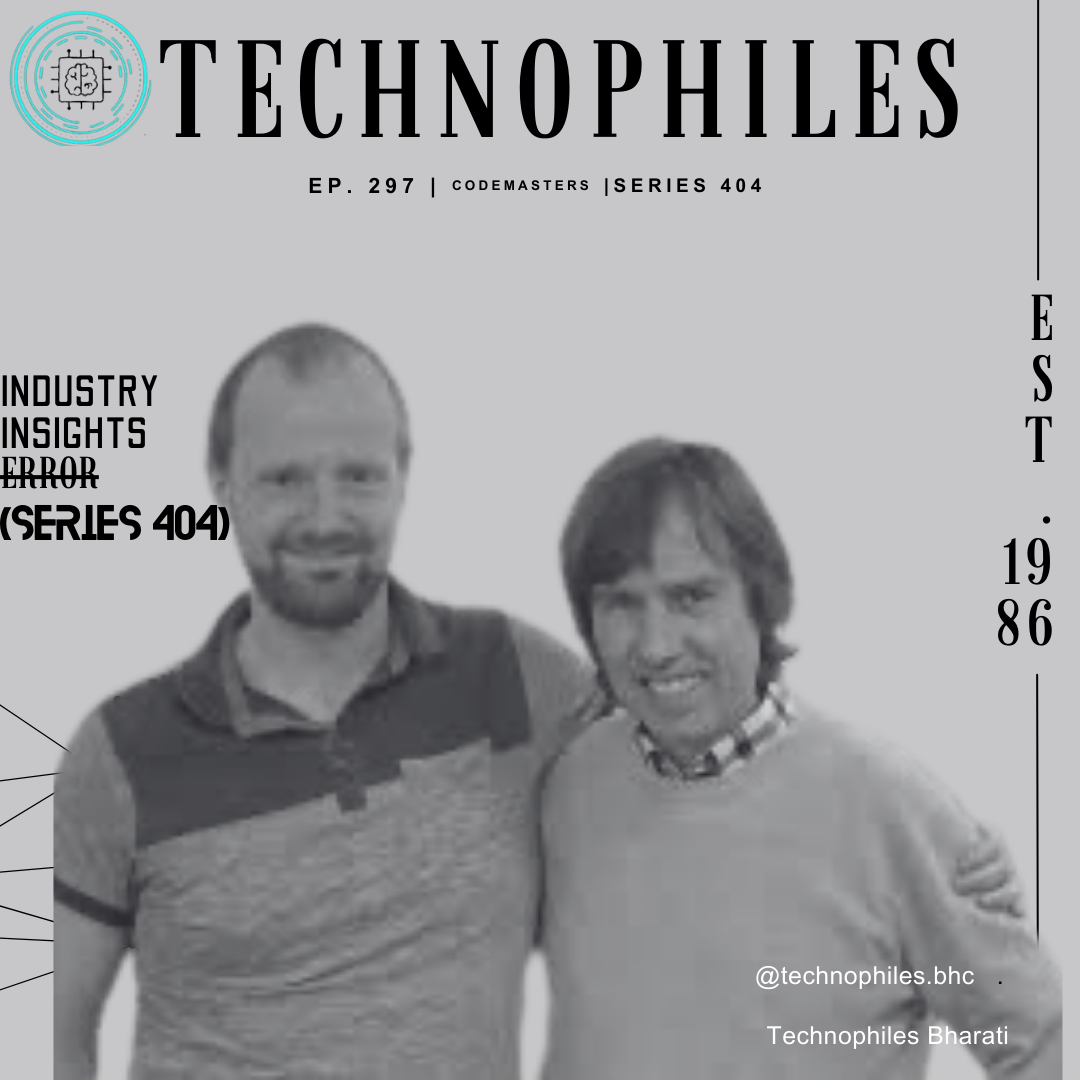 TECHNOPHILES
EP. 297 | CODEMASTERS |SERIES 404
INDUSTRY
INSIGHTS
ERROR
(SERIES 404)
E
S
T
.
19
86
@technophiles.bhc .
Technophiles Bharati